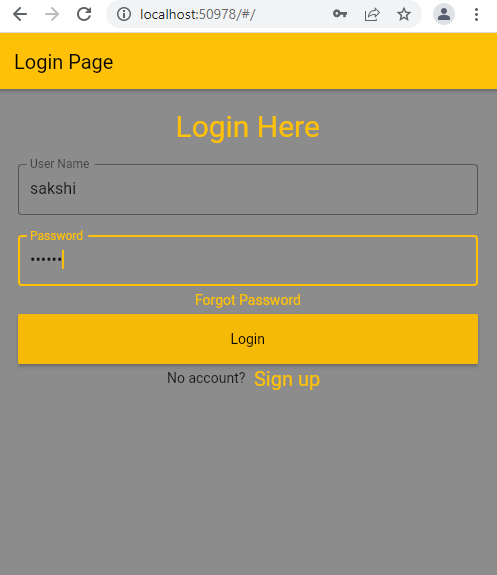 localhost:50978/#/
Login Page
Login Here
User Name
sakshi
Password
••••••
Forgot Password
Login
No account? Sign up